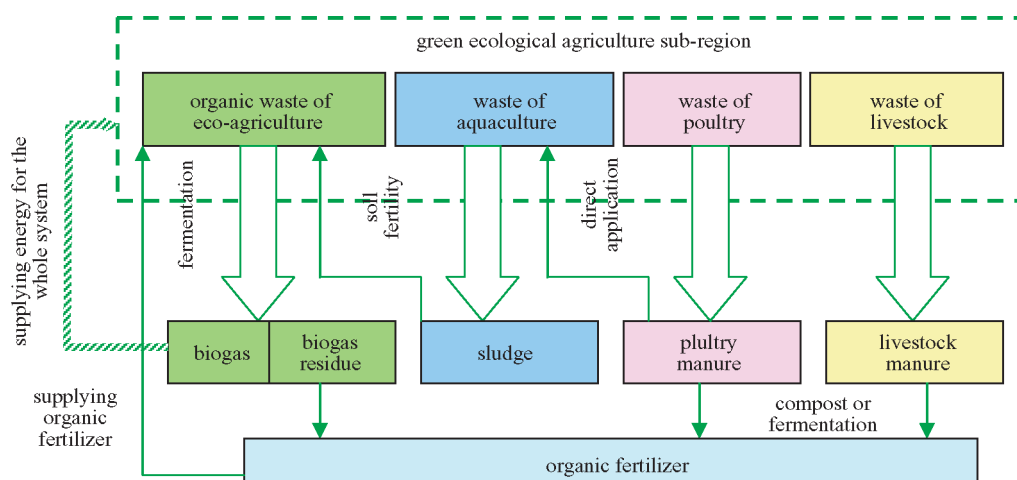 green ecological agriculture sub-region
organic waste of
eco-agriculture
waste of
aquaculture
waste of
poultry
waste of
livestock
supplying energy for the
whole system
fermentation
soll
fertility
direct
application
biogas
biogas
residue
sludge
plultry
manure
livestock
manure
supplying
organic
fertilizer
compost or
fermentation
organic fertilizer